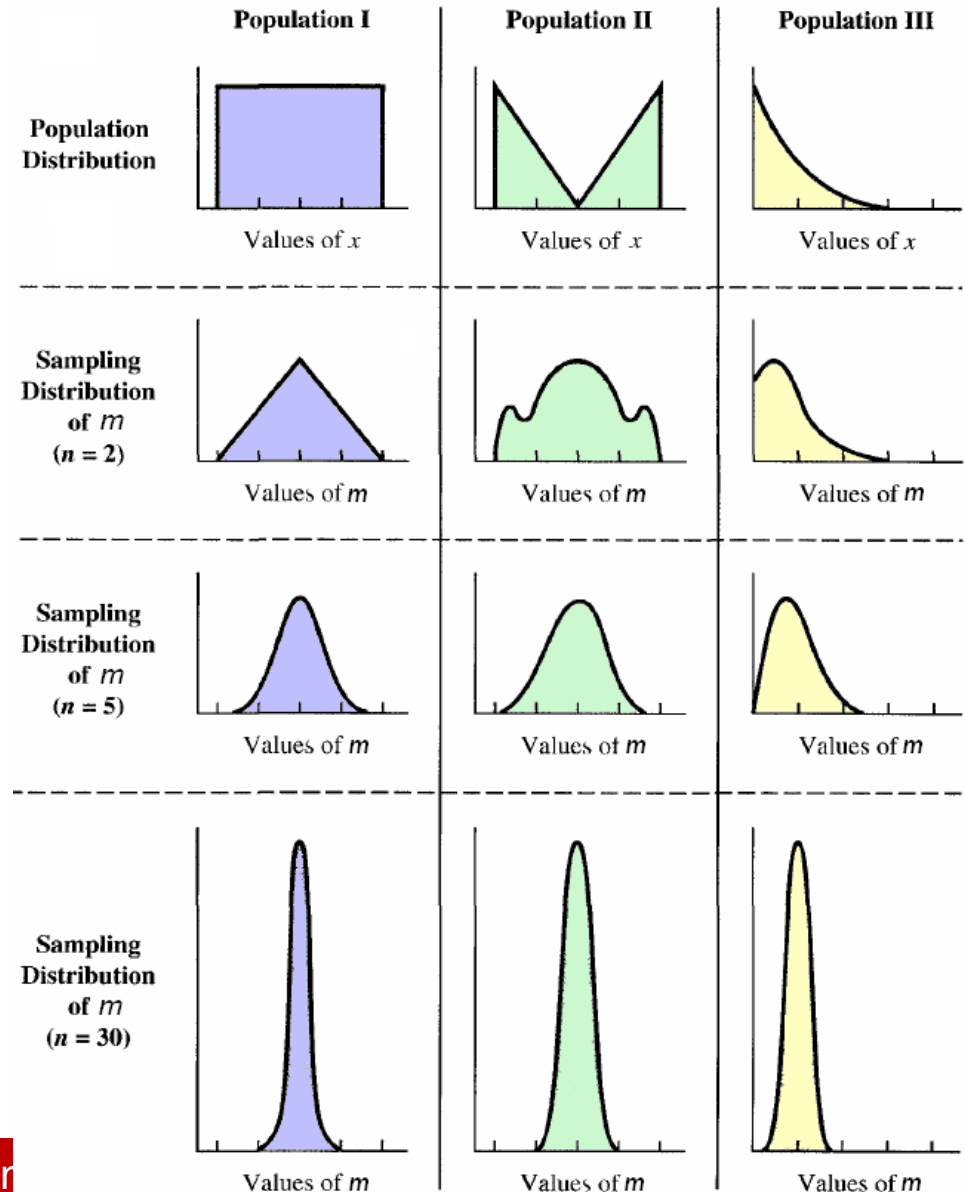 Population I
Population II
Population III
Population
Distribution
Values of x
Values of x
Values of x
Sampling
Distribution
of m
(n = 2)
Values of m
Values of m
Values of m
Sampling
Distribution
of m
(n = 5)
Values of m
Values of m
Values of m
Sampling
Distribution
of m
(n = 30)
Values of m
Values of m
Values of m